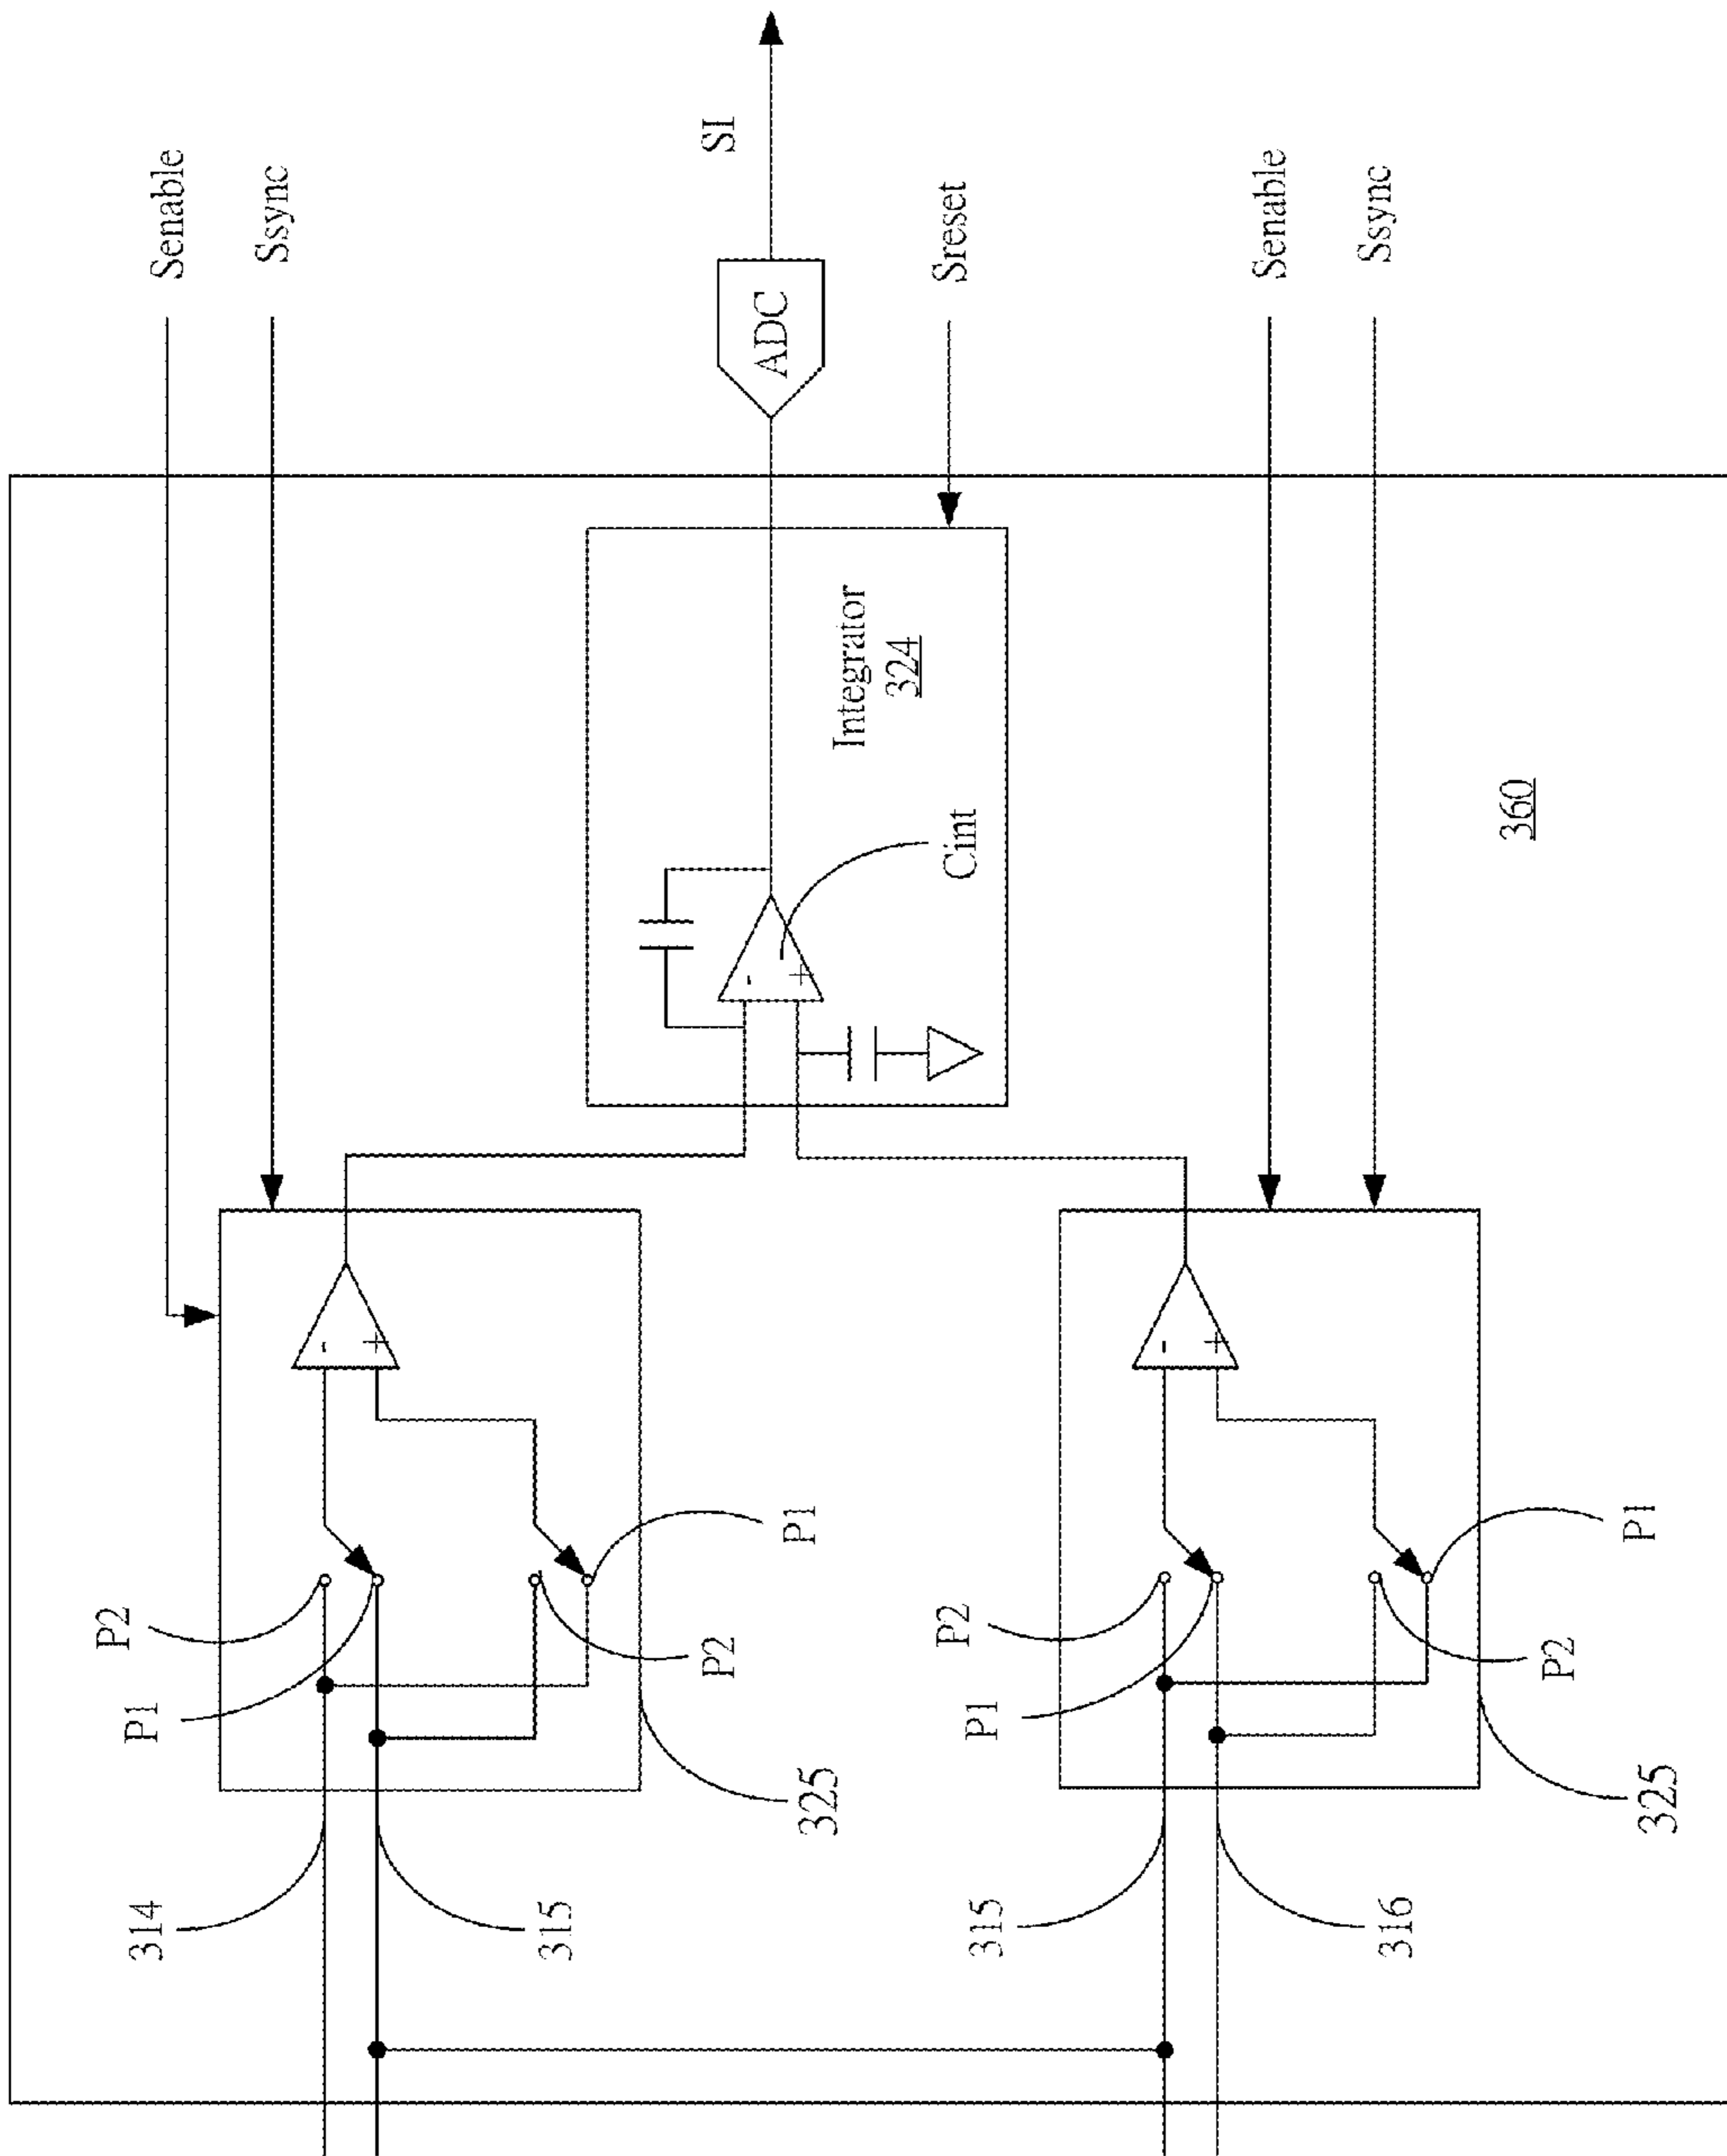 Senable
Ssync
SI
ADC
Sreset
Senable
Ssync
Integrator
324
Cint
360
-
+
-
+
-
+
P2
P1
P1
P2
P2
P1
P1
P2
314
315
325
315
316
325